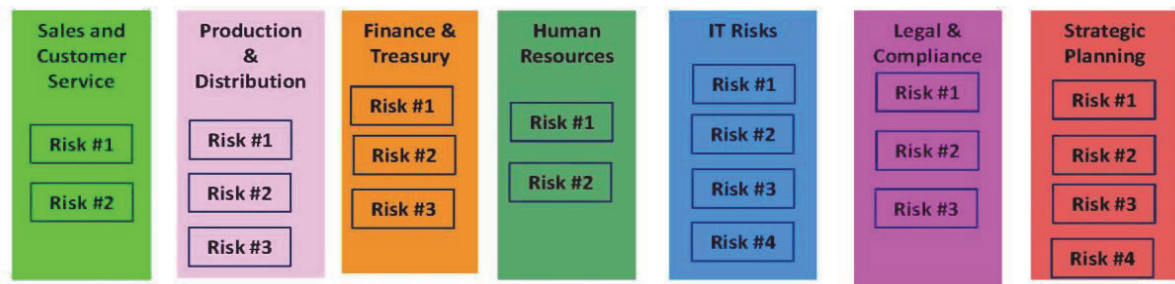 Sales and
Customer
Service
Risk #1
Risk #2
Production
&
Distribution
Risk #1
Risk #2
Risk #3
Finance &
Treasury
Risk #1
Risk #2
Risk #3
Human
Resources
Risk #1
Risk #2
IT Risks
Risk #1
Risk #2
Risk #3
Risk #4
Legal &
Compliance
Risk #1
Risk #2
Risk #3
Strategic
Planning
Risk #1
Risk #2
Risk #3
Risk #4